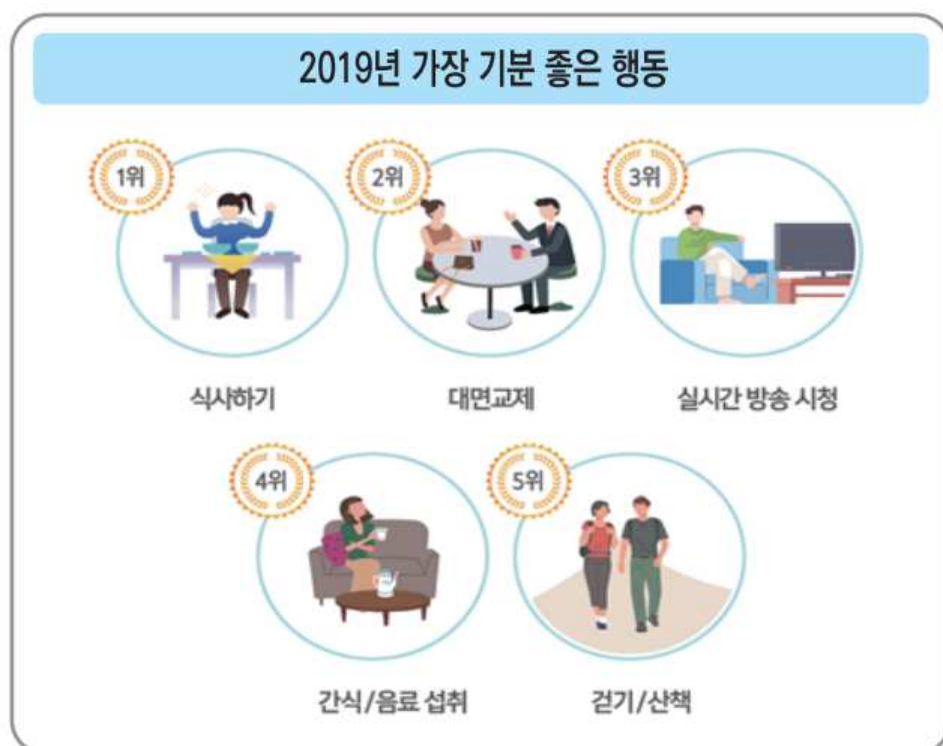 2019년 가장 기분 좋은 행동
1위
2위
3위
식사하기
대면교제
실시간 방송 시청
4위
5위
간식/음료 섭취
걷기/산책